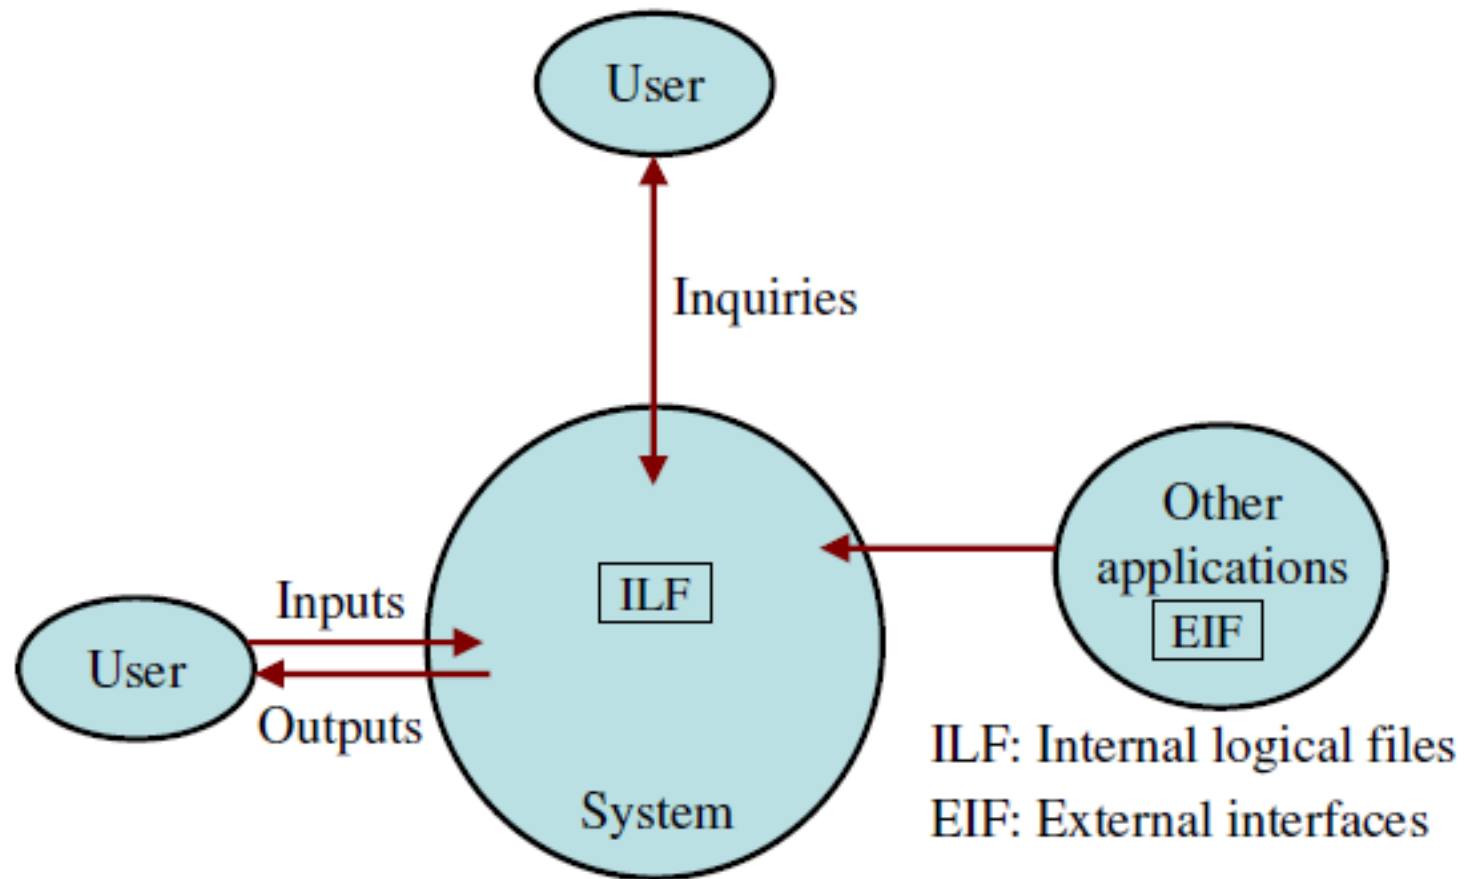 User
Inquiries
Other
applications
EIF
ILF
Inputs
User
Outputs
System
ILF: Internal logical files
EIF: External interfaces